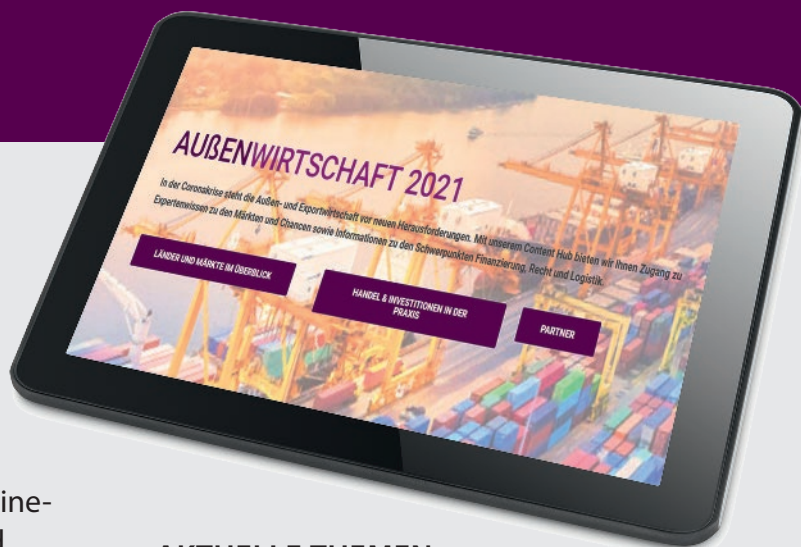 AUßENWIRTSCHAFT 2021
In der Coronakrise steht die Außen- und Exportwirtschaft vor neuen Herausforderungen. Mit unserem Content Hub bieten wir Ihnen Zugang zu
Expertenwissen zu den Märkten und Chancen sowie Informationen zu den Schwerpunkten Finanzierung, Recht und Logistik.
LÄNDER UND MÄRKTE IM ÜBERBLICK
HANDEL & INVESTITIONEN IN DER
PRAXIS
PARTNER
ine-
AKTUELLE THEMEN